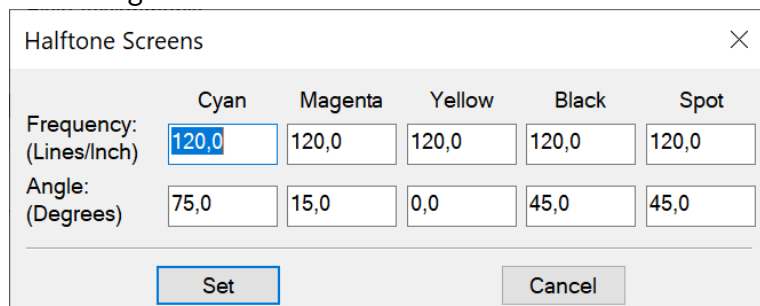 Halftone Screens
Cyan Magenta Yellow Black Spot
Frequency:
(Lines/Inch) 120,0 120,0 120,0 120,0 120,0
Angle:
(Degrees) 75,0 15,0 0,0 45,0 45,0
Set Cancel